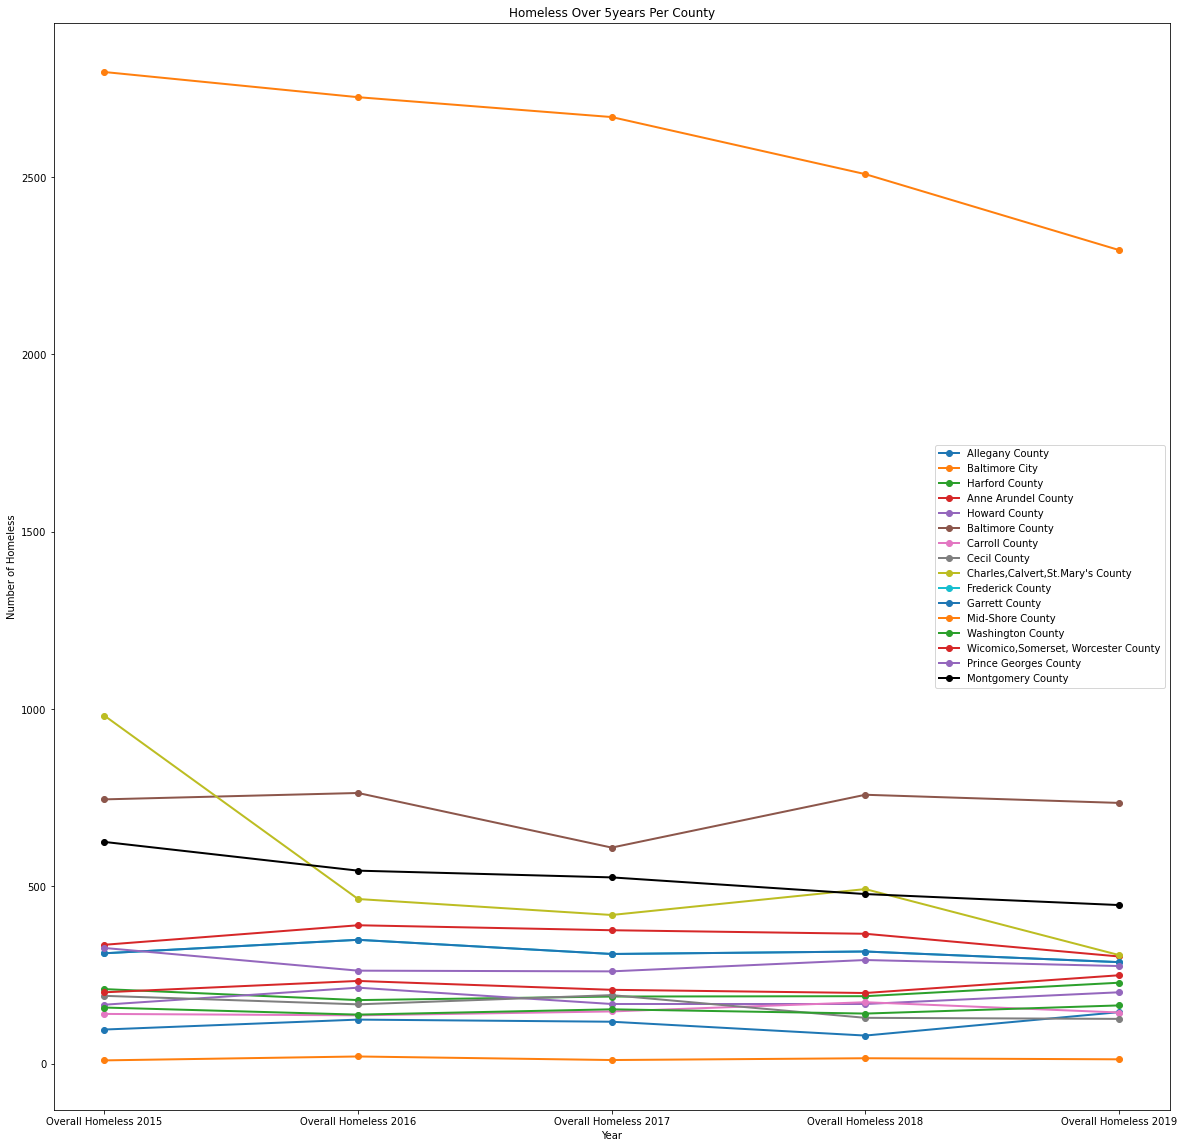 Homeless Over 5years Per County
Number of Homeless
2500
2000
1500
1000
500
0
Allegany County
Baltimore City
Harford County
Anne Arundel County
Howard County
Baltimore County
Carroll County
Cecil County
Charles,Calvert,St.Mary's County
Frederick County
Garrett County
Mid-Shore County
Washington County
Wicomico,Somerset, Worcester County
Prince Georges County
Montgomery County
Overall Homeless 2015 Overall Homeless 2016 Overall Homeless 2017 Overall Homeless 2018 Overall Homeless 2019
Year